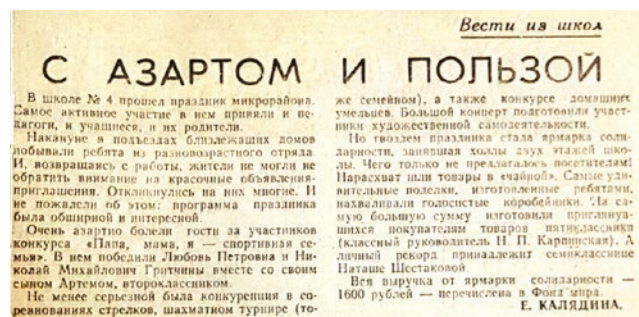 Вести из школ
С АЗАРТОМ И ПОЛЬЗОЙ
В школе № 4 прошел праздник микрорайона.
Самое активное участие в нем приняли и пе-
дагоги, и учащиеся, и их родители.
Накануне в подъездах близлежащих домов
побывали ребята из разновозрастного отряда.
И, возвращаясь с работы, жители не могли не
обратить внимание на красочные объявления-
приглашения. Откликнулись на них многие. И
не пожалели об этом: программа праздника
была обширной и интересной.
Очень азартно болели гости за участников
конкурса «Папа, мама, я — спортивная се-
мья». В нем победили Любовь Петровна и Ни-
колай Михайлович Гритчины вместе со своим
сыном Артемом, второклассником.
Не менее серьезной была конкуренция в со-
ревнованиях стрелков, шахматном турнире (то-
же семейном), а также конкурсе домашних
умельцев. Большой концерт подготовили участ-
ники художественной самодеятельности.
Но гвоздем праздника стала ярмарка соли-
дарности, занявшая холлы двух этажей шко-
лы. Чего только не предлагалось посетителям!
Нарасхват шли товары в «чайной». Самые уди-
вительные поделки, изготовленные ребятами,
нахваливали голосистые коробейники. На са-
мую большую сумму изготовили приглянув-
шихся покупателям товаров пятиклассники
(классный руководитель Н. П. Карпинская). А
личный рекорд принадлежит семикласснице
Наташе Шестаковой.
Вся выручка от ярмарки солидарности —
1600 рублей — перечислена в Фонд мира.
Е. КАЛЯДИНА.